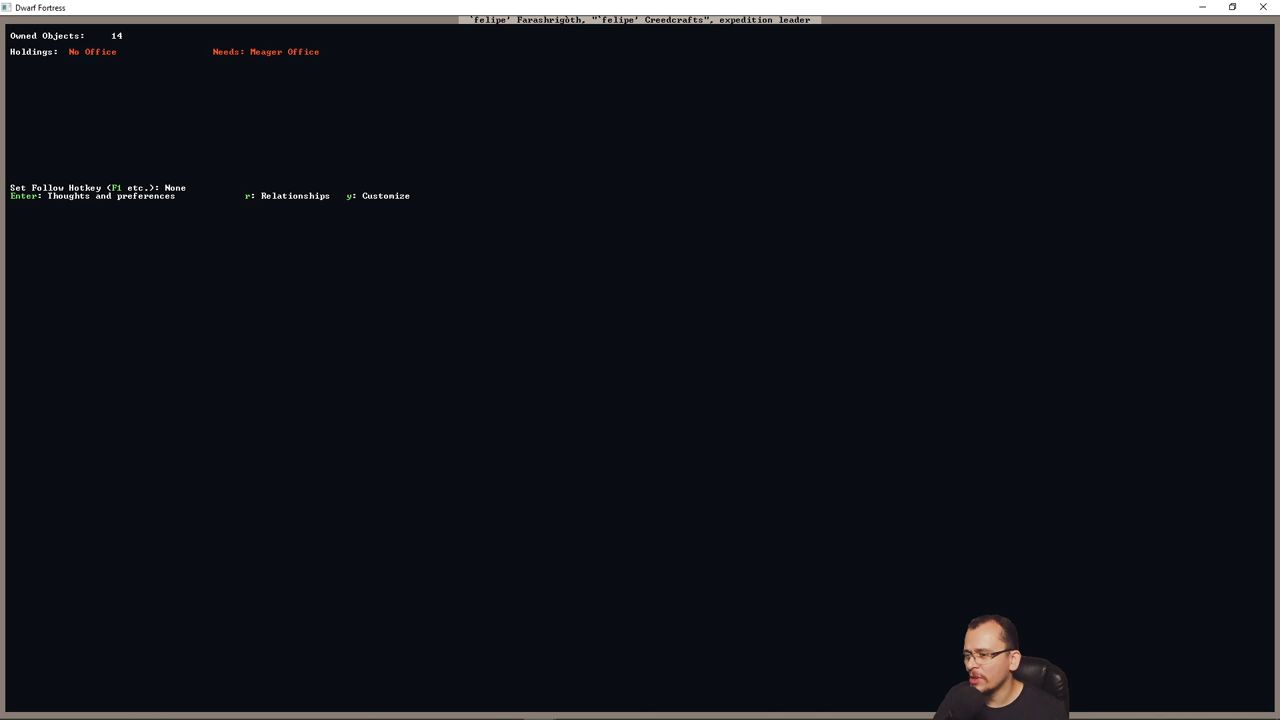 Dwarf Fortress
`felipe' Farashrigòth, "`felipe' Creedcrafts", expedition leader
Owned Objects: 14
Holdings: No Office Needs: Meager Office
Set Follow Hotkey (F1 etc.): None
Enter: Thoughts and preferences r: Relationships y: Customize